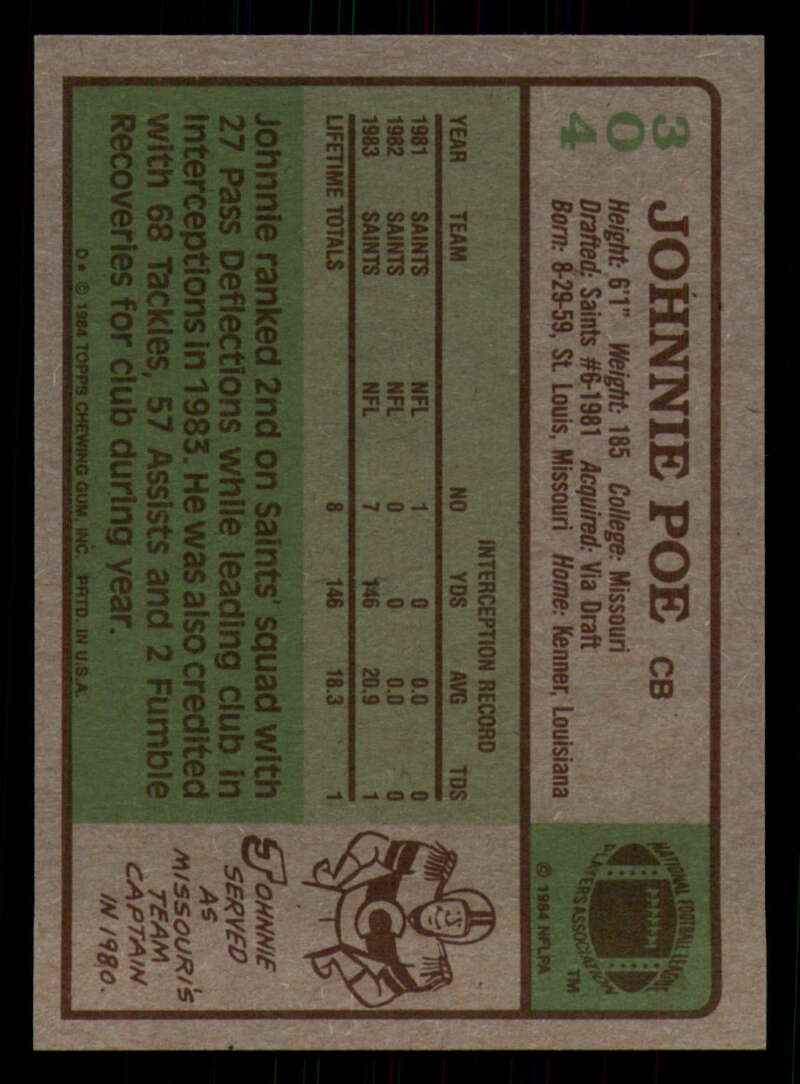 304
JOHNNIE POE CB
Height: 6'1" Weight: 185 College: Missouri
Drafted: Saints #6-1981 Acquired: Via Draft
Born: 8-29-59, St. Louis, Missouri Home: Kenner, Louisiana
NATIONAL FOOTBALL LEAGUE
PLAYERS ASSOCIATION
TM
© 1984 NFLPA
INTERCEPTION RECORD
YEAR TEAM NO YDS AVG TDS
1981 SAINTS NFL 1 0 0.0 0
1982 SAINTS NFL 0 0 0.0 0
1983 SAINTS NFL 7 146 20.9 1
LIFETIME TOTALS 8 146 18.3 1
Johnnie ranked 2nd on Saints' squad with
27 Pass Deflections while leading club in
Interceptions in 1983. He was also credited
with 68 Tackles, 57 Assists and 2 Fumble
Recoveries for club during year.
D* © 1984 TOPPS CHEWING GUM, INC. PRTD. IN U.S.A.
C
JOHNNIE
SERVED
AS
MISSOURI'S
TEAM
CAPTAIN
IN 1980.